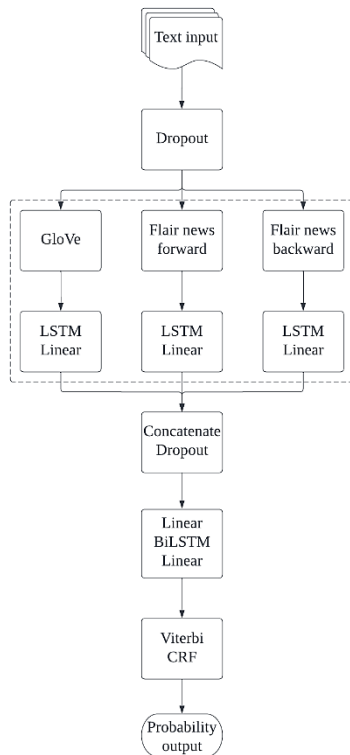 Text input
Dropout
GloVe
Flair news
forward
Flair news
backward
LSTM
Linear
LSTM
Linear
LSTM
Linear
Concatenate
Dropout
Linear
BiLSTM
Linear
Viterbi
CRF
Probability
output